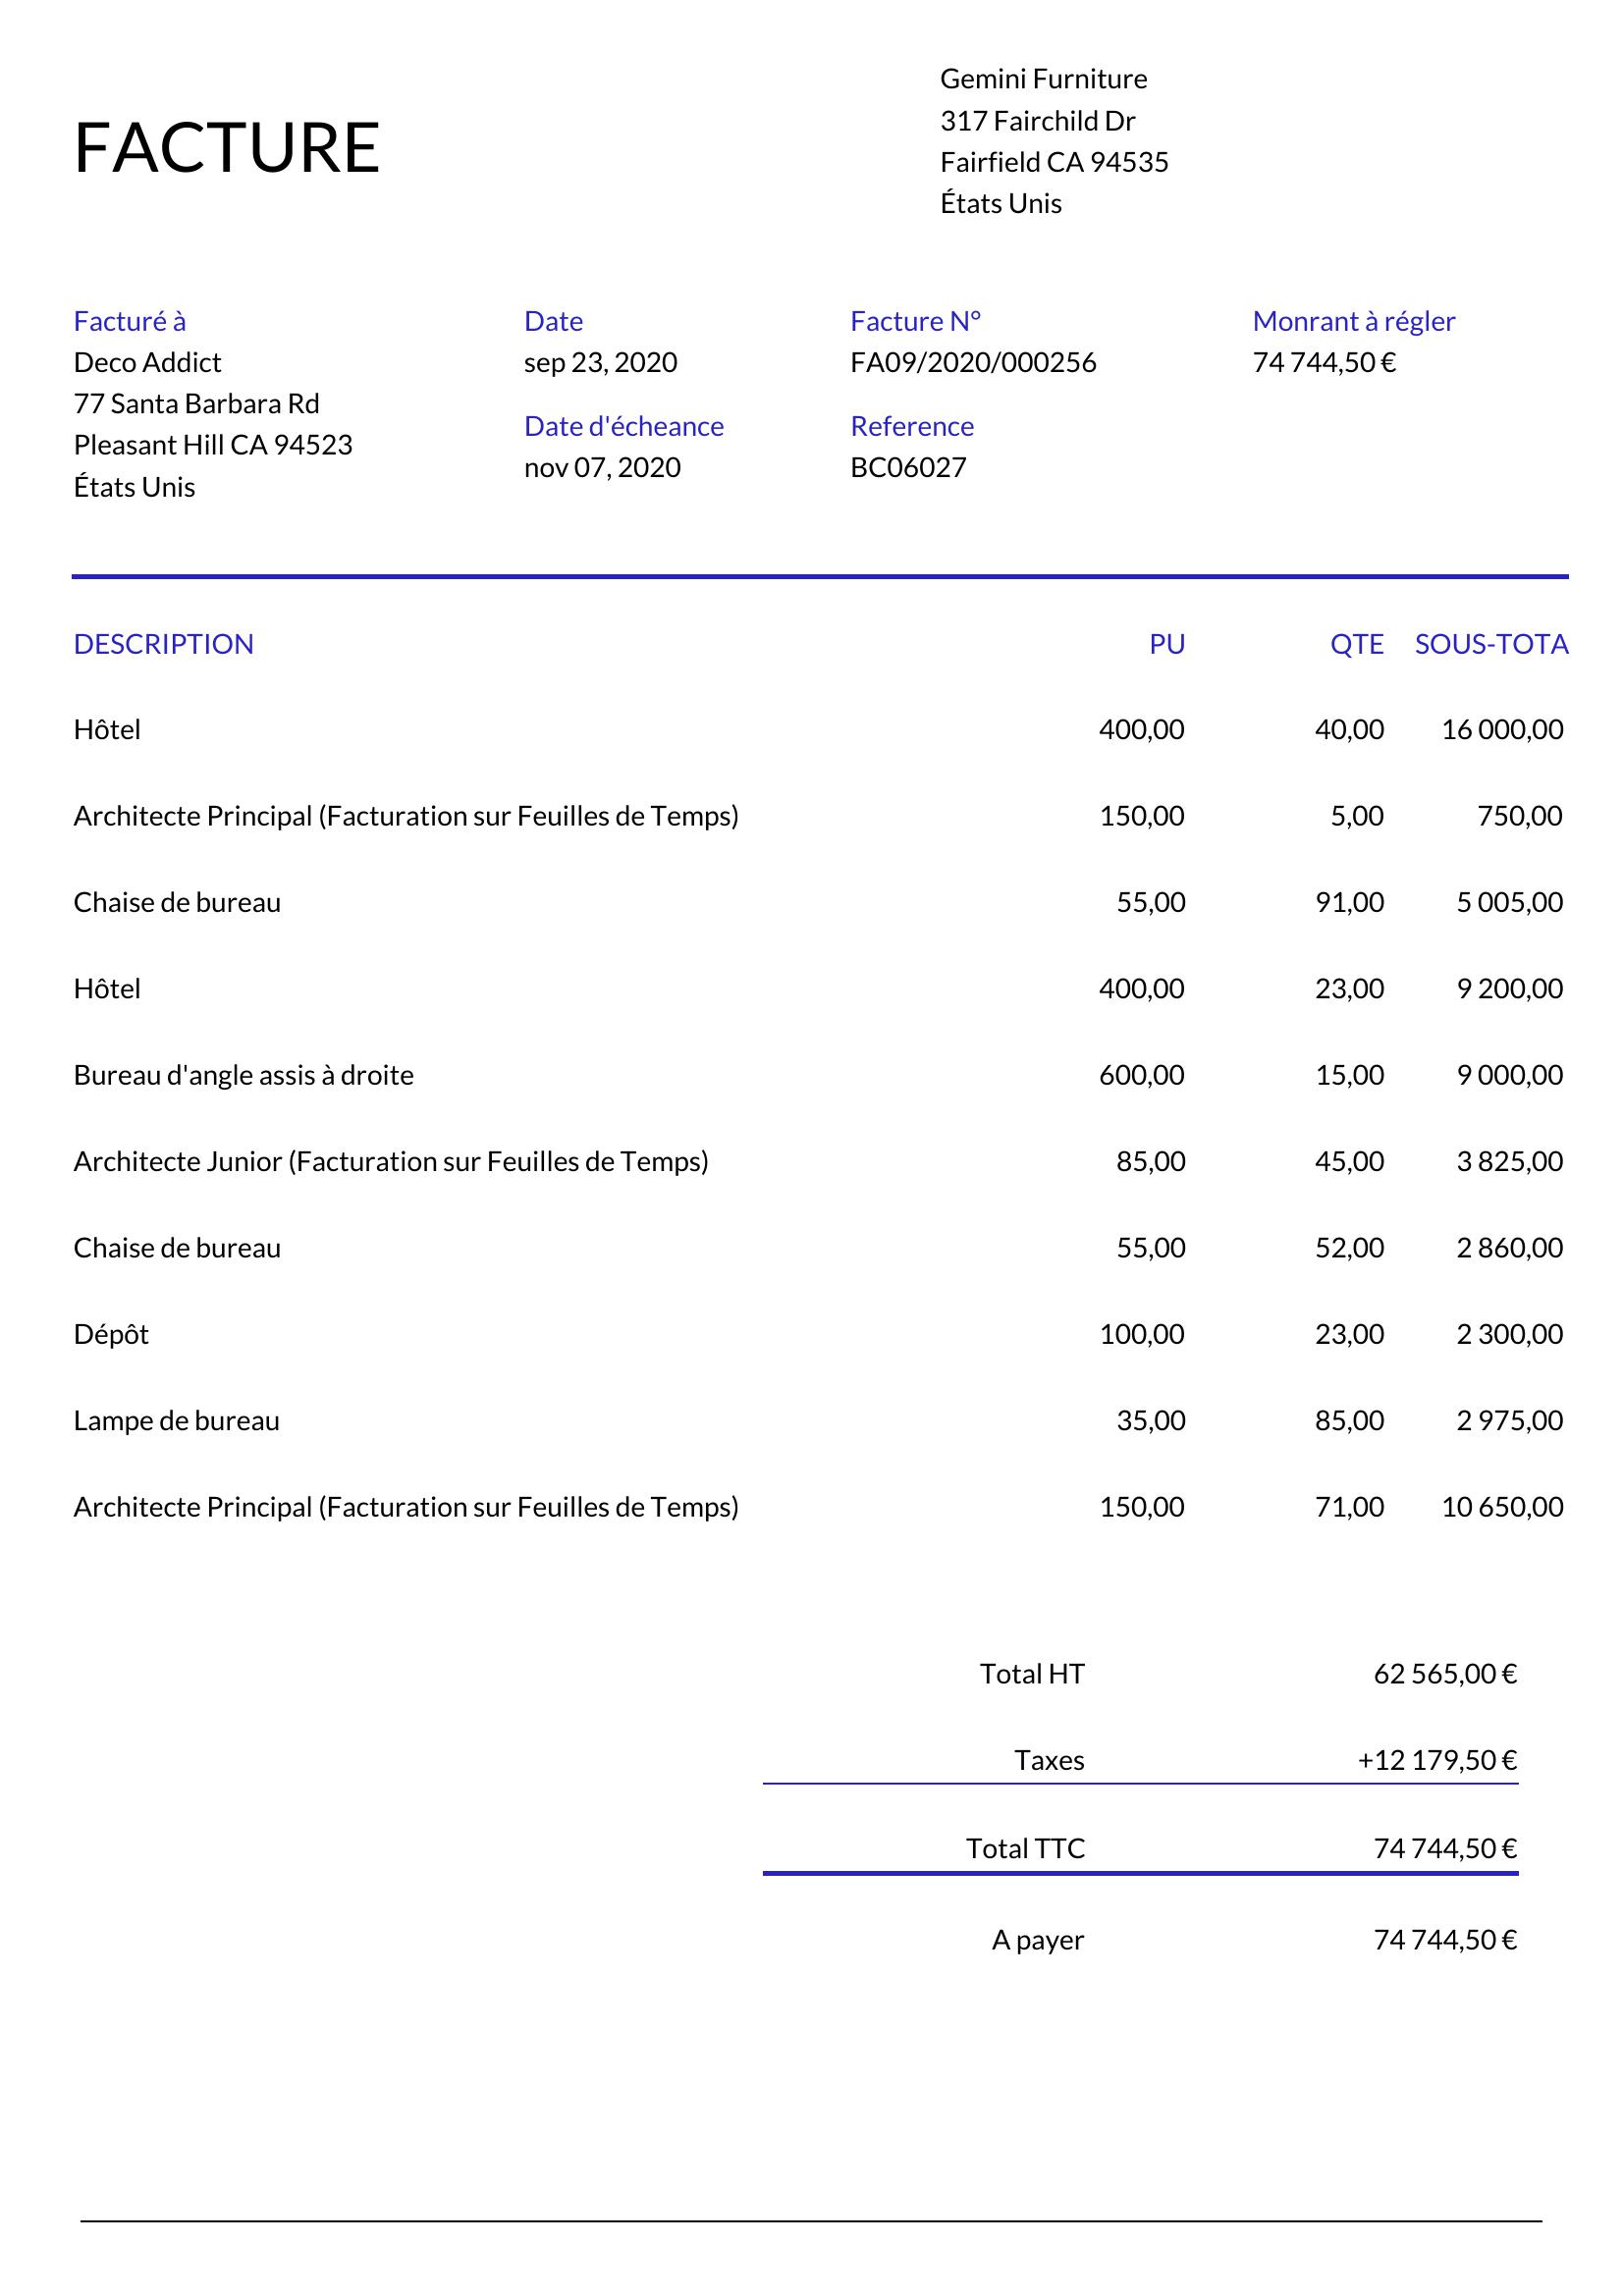 Gemini Furniture
317 Fairchild Dr
FACTURE
Fairfield CA 94535
États Unis
Facturé à Date Facture N° Monrant à régler
Deco Addict sep 23, 2020 FA09/2020/000256 74 744,50 €
77 Santa Barbara Rd
Date d'écheance Reference
Pleasant Hill CA 94523
nov 07, 2020 BC06027
États Unis
DESCRIPTION PU QTE SOUS-TOTA
Hôtel 400,00 40,00 16 000,00
Architecte Principal (Facturation sur Feuilles de Temps) 150,00 5,00 750,00
Chaise de bureau 55,00 91,00 5 005,00
Hôtel 400,00 23,00 9 200,00
Bureau d'angle assis à droite 600,00 15,00 9 000,00
Architecte Junior (Facturation sur Feuilles de Temps) 85,00 45,00 3 825,00
Chaise de bureau 55,00 52,00 2 860,00
Dépôt 100,00 23,00 2 300,00
Lampe de bureau 35,00 85,00 2 975,00
Architecte Principal (Facturation sur Feuilles de Temps) 150,00 71,00 10 650,00
Total HT 62 565,00 €
Taxes +12 179,50 €
Total TTC 74 744,50 €
A payer 74 744,50 €